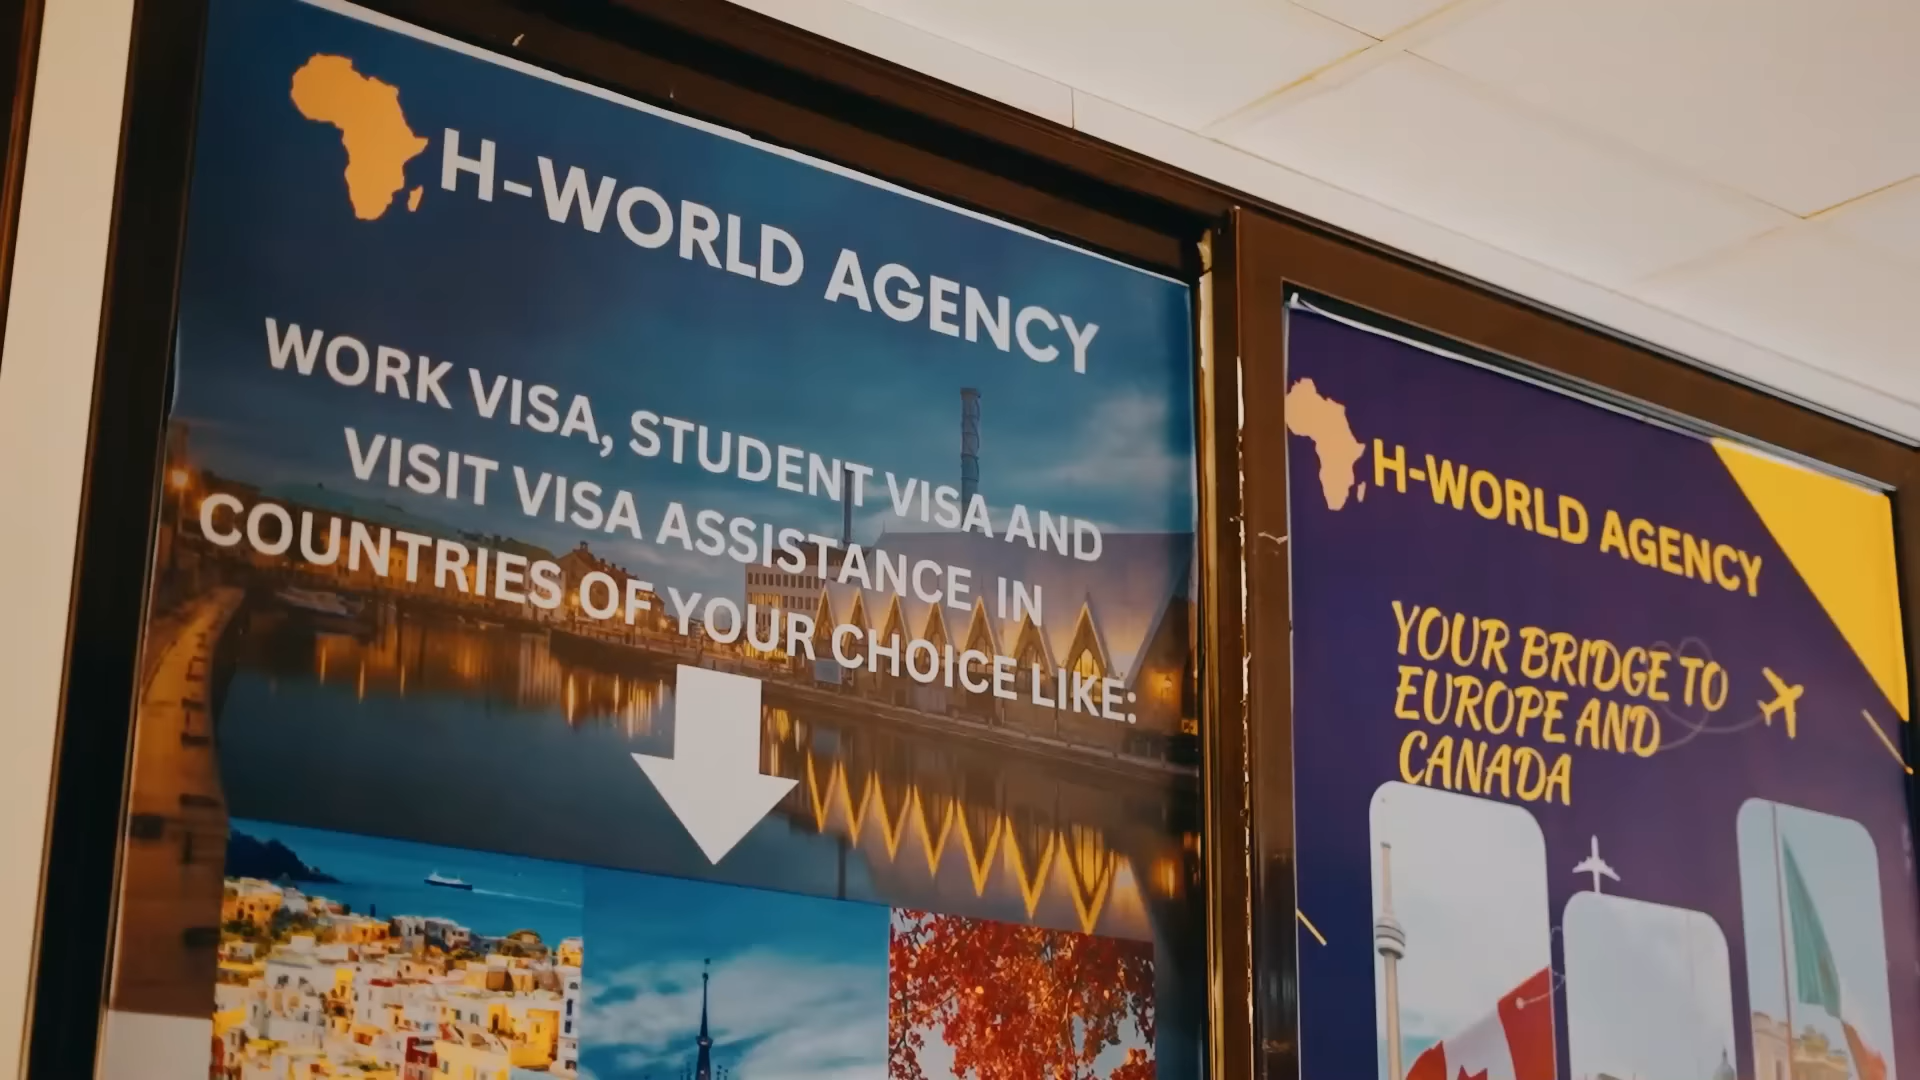 H-WORLD AGENCY
WORK VISA, STUDENT VISA AND
VISIT VISA ASSISTANCE IN
COUNTRIES OF YOUR CHOICE LIKE:
H-WORLD AGENCY
YOUR BRIDGE TO
EUROPE AND
CANADA